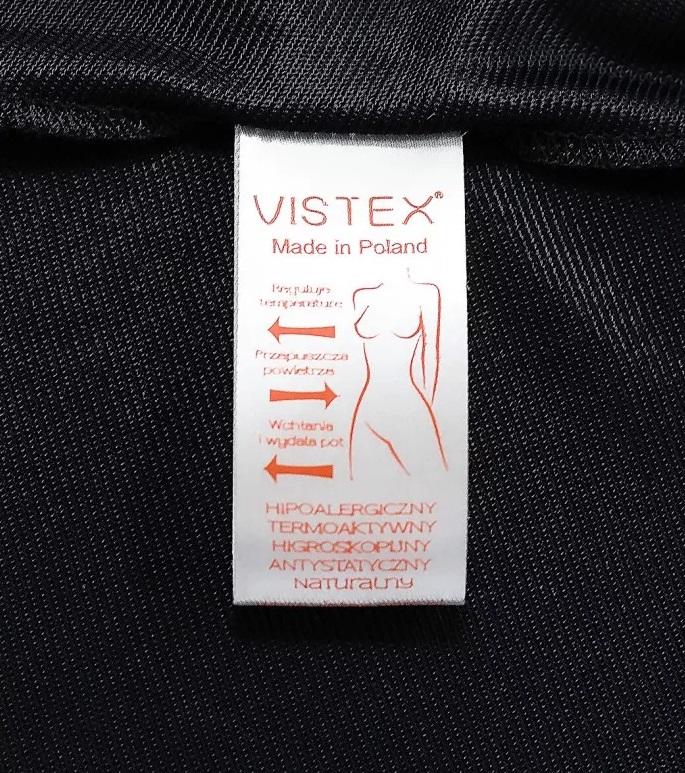 VISTEX®
Made in Poland
Reguluje
temperaturę
Przepuszcza
powietrze
Wchłania
i wydala pot
HIPOALERGICZNY
TERMOAKTYWNY
HIGROSKOPIJNY
ANTYSTATYCZNY
Naturalny